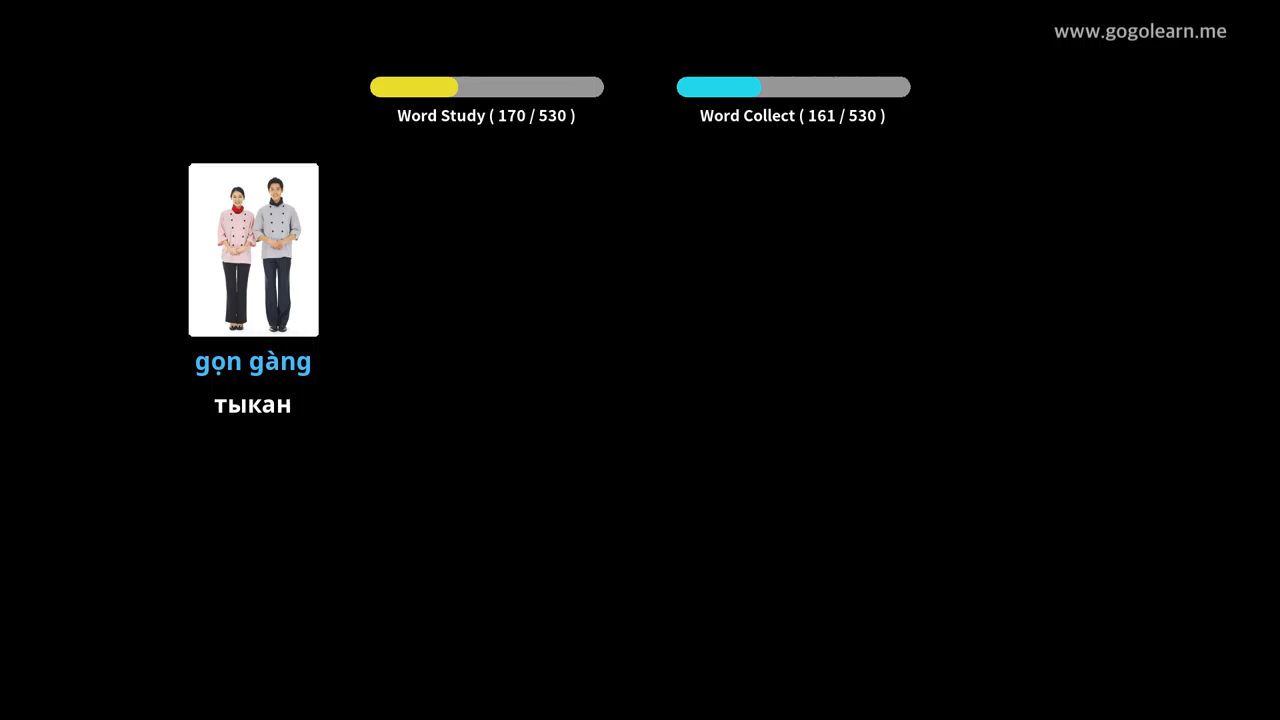 www.gogolearn.me
Word Study ( 170 / 530 )
Word Collect ( 161 / 530 )
gọn gàng
тыкан